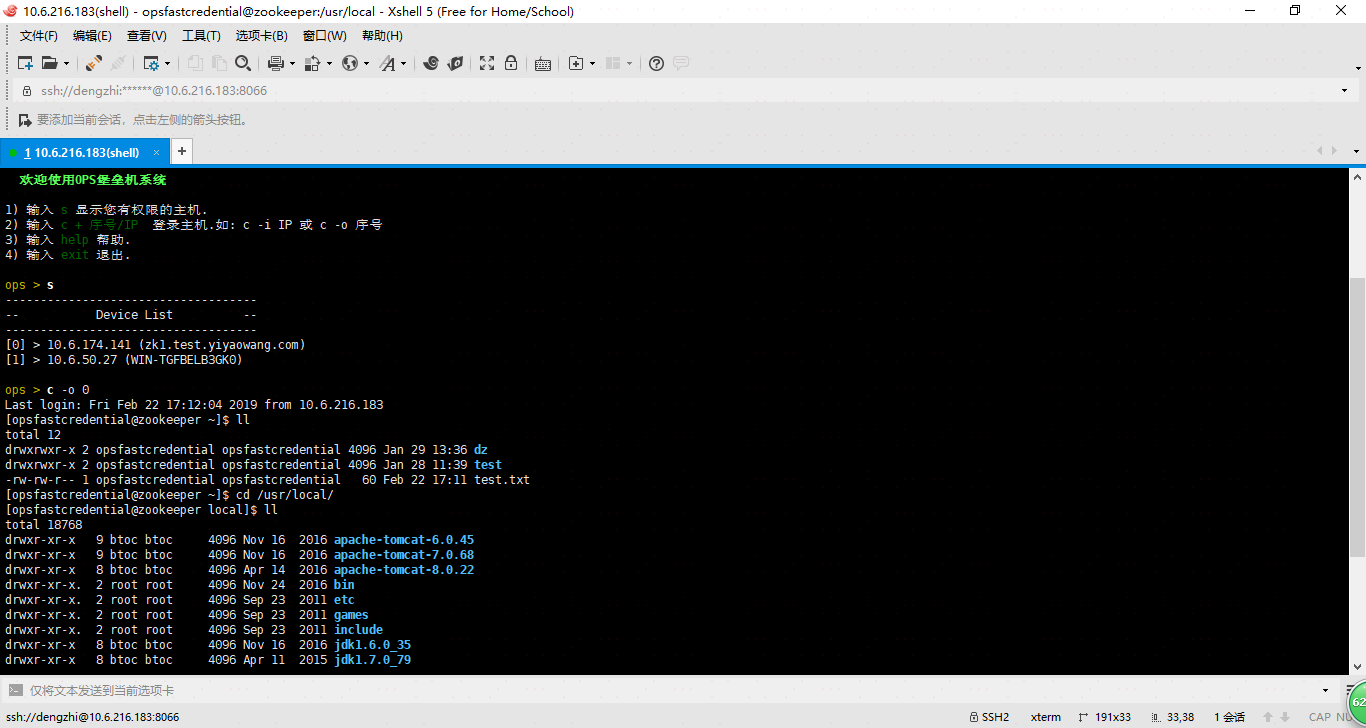 10.6.216.183(shell) - opsfastcredential@zookeeper:/usr/local - Xshell 5 (Free for Home/School)
文件(F) 编辑(E) 查看(V) 工具(T) 选项卡(B) 窗口(W) 帮助(H)
ssh://dengzhi:******@10.6.216.183:8066
要添加当前会话，点击左侧的箭头按钮。
1 10.6.216.183(shell) × +
欢迎使用OPS堡垒机系统
1) 输入 s 显示您有权限的主机.
2) 输入 c + 序号/IP 登录主机.如: c -i IP 或 c -o 序号
3) 输入 help 帮助.
4) 输入 exit 退出.
ops > s
------------------------------------
-- Device List --
------------------------------------
[0] > 10.6.174.141 (zk1.test.yiyaowang.com)
[1] > 10.6.50.27 (WIN-TGFBELB3GK0)
ops > c -o 0
Last login: Fri Feb 22 17:12:04 2019 from 10.6.216.183
[opsfastcredential@zookeeper ~]$ ll
total 12
drwxrwxr-x 2 opsfastcredential opsfastcredential 4096 Jan 29 13:36 dz
drwxrwxr-x 2 opsfastcredential opsfastcredential 4096 Jan 28 11:39 test
-rw-rw-r-- 1 opsfastcredential opsfastcredential 60 Feb 22 17:11 test.txt
[opsfastcredential@zookeeper ~]$ cd /usr/local/
[opsfastcredential@zookeeper local]$ ll
total 18768
drwxr-xr-x 9 btoc btoc 4096 Nov 16 2016 apache-tomcat-6.0.45
drwxr-xr-x 9 btoc btoc 4096 Nov 16 2016 apache-tomcat-7.0.68
drwxr-xr-x 8 btoc btoc 4096 Apr 14 2016 apache-tomcat-8.0.22
drwxr-xr-x. 2 root root 4096 Nov 24 2016 bin
drwxr-xr-x. 2 root root 4096 Sep 23 2011 etc
drwxr-xr-x. 2 root root 4096 Sep 23 2011 games
drwxr-xr-x. 2 root root 4096 Sep 23 2011 include
drwxr-xr-x 8 btoc btoc 4096 Nov 16 2016 jdk1.6.0_35
drwxr-xr-x 8 btoc btoc 4096 Apr 11 2015 jdk1.7.0_79
仅将文本发送到当前选项卡
ssh://dengzhi@10.6.216.183:8066 SSH2 xterm 191x33 33,38 1 会话 CAP 62